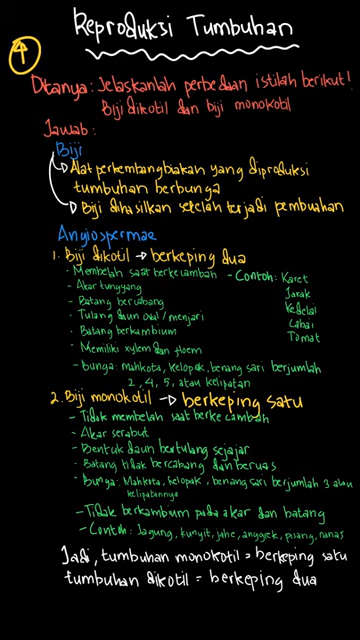 Reproduksi Tumbuhan
1
Ditanya : Jelaskanlah perbedaan istilah berikut!
Biji dikotil dan biji monokotil
Jawab :
Biji
Alat perkembangbiakan yang diproduksi
tumbuhan berbunga
Biji dihasilkan setelah terjadi pembuahan
Angiospermae
1. Biji dikotil → berkeping dua
- Membelah saat berkecambah - Contoh : Karet
- Akar tunggang Jarak
- Batang bercabang Kedelai
- Tulang daun oval/menjari Cabai
- Batang berkambium Tomat
- Memiliki xylem dan floem
- bunga : mahkota, kelopak, benang sari berjumlah
2, 4, 5, atau kelipatan
2. Biji monokotil → berkeping satu
- Tidak membelah saat berkecambah
- Akar serabut
- Bentuk daun bertulang sejajar
- Batang tidak bercabang dan beruas
- Bunga : Mahkota, kelopak, benang sari berjumlah 3 atau
kelipatannya
- Tidak berkambium pada akar dan batang
- Contoh : Jagung, kunyit, jahe, anggrek, pisang, nanas
Jadi, tumbuhan monokotil = berkeping satu
tumbuhan dikotil = berkeping dua